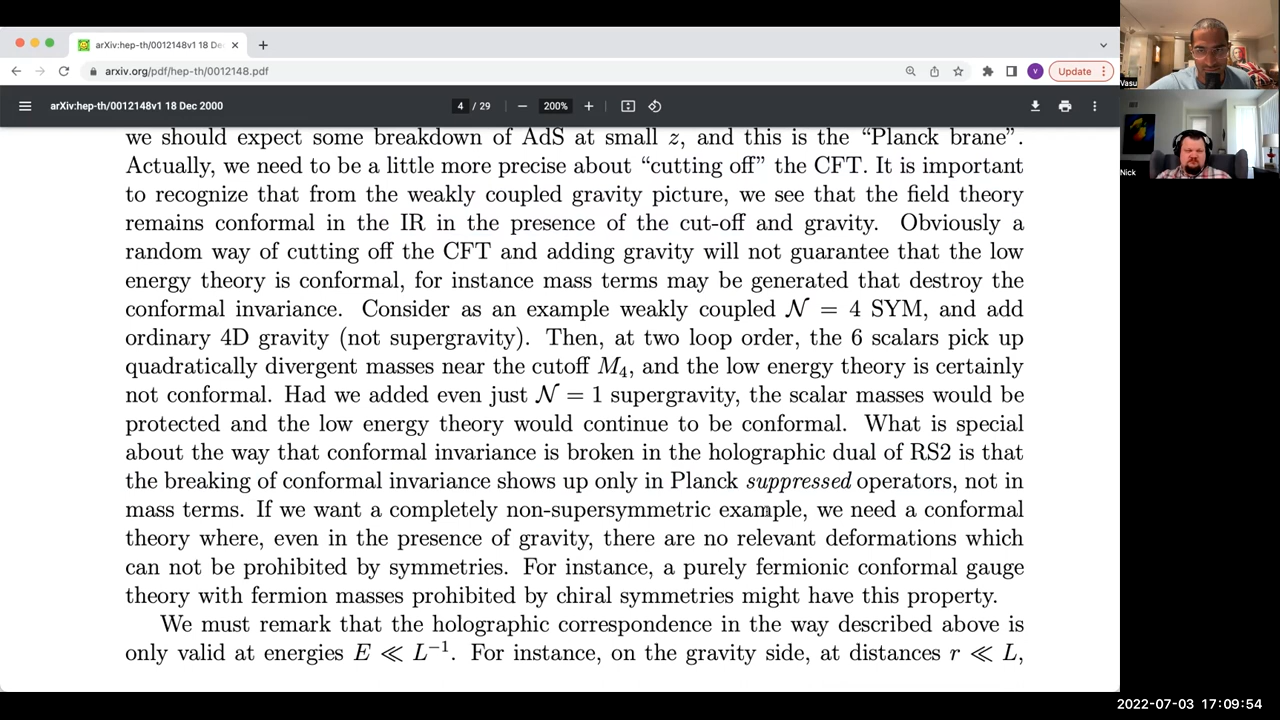 arXiv:hep-th/0012148v1 18 De
arxiv.org/pdf/hep-th/0012148.pdf
V
Update
arXiv:hep-th/0012148v1 18 Dec 2000
4 / 29
200%
we should expect some breakdown of AdS at small z, and this is the “Planck brane”.
Actually, we need to be a little more precise about “cutting off” the CFT. It is important
to recognize that from the weakly coupled gravity picture, we see that the field theory
remains conformal in the IR in the presence of the cut-off and gravity. Obviously a
random way of cutting off the CFT and adding gravity will not guarantee that the low
energy theory is conformal, for instance mass terms may be generated that destroy the
conformal invariance. Consider as an example weakly coupled 𝒩 = 4 SYM, and add
ordinary 4D gravity (not supergravity). Then, at two loop order, the 6 scalars pick up
quadratically divergent masses near the cutoff M₄, and the low energy theory is certainly
not conformal. Had we added even just 𝒩 = 1 supergravity, the scalar masses would be
protected and the low energy theory would continue to be conformal. What is special
about the way that conformal invariance is broken in the holographic dual of RS2 is that
the breaking of conformal invariance shows up only in Planck suppressed operators, not in
mass terms. If we want a completely non-supersymmetric example, we need a conformal
theory where, even in the presence of gravity, there are no relevant deformations which
can not be prohibited by symmetries. For instance, a purely fermionic conformal gauge
theory with fermion masses prohibited by chiral symmetries might have this property.
We must remark that the holographic correspondence in the way described above is
only valid at energies E ≪ L⁻¹. For instance, on the gravity side, at distances r ≪ L,
Vasu
Nick
2022-07-03 17:09:54